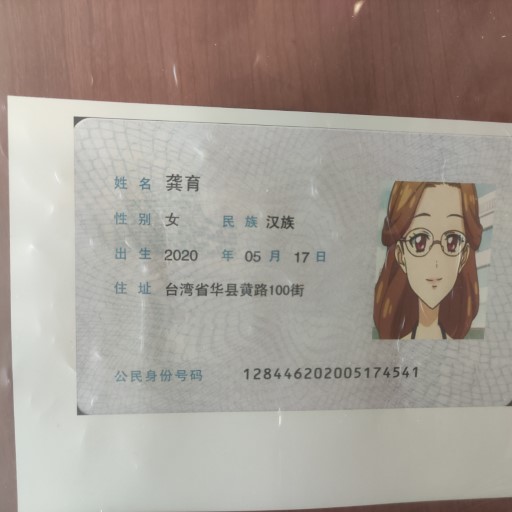 姓名 龚育
性别 女 民族 汉族
出生 2020 年 05 月 17 日
住址 台湾省华县黄路100街
公民身份号码 128446202005174541